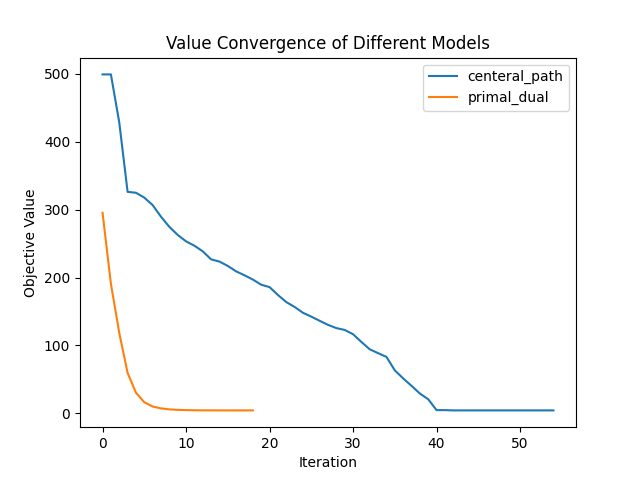 Value Convergence of Different Models
centeral_path
primal_dual
Objective Value
500
400
300
200
100
0
0 10 20 30 40 50
Iteration